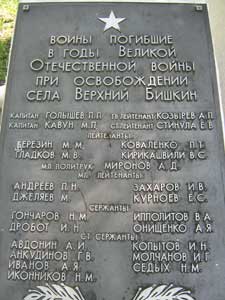 ВОИНЫ ПОГИБШИЕ
В ГОДЫ ВЕЛИКОЙ
ОТЕЧЕСТВЕННОЙ ВОЙНЫ
ПРИ ОСВОБОЖДЕНИИ
СЕЛА ВЕРХНИЙ БИШКИН
КАПИТАН ГОЛЫШЕВ П.П. ЛЕЙТЕНАНТ КОЗЫРЕВ А.П.
КАПИТАН КАВУН М.П. СТ.ЛЕЙТЕНАНТ СТИНУЛА Е.В.
ЛЕЙТЕНАНТЫ
БЕРЕЗИН М.М. КОВАЛЕНКО П.Т.
ГЛАДКОВ М.В. КИРИКАШВИЛИ В.С.
МЛ. ПОЛИТРУК МИРОНОВ А.Д.
МЛ. ЛЕЙТЕНАНТЫ
АНДРЕЕВ П.Н. ЗАХАРОВ И.В.
ДЖЕЛЯЕВ М. КУРНОЕВ Е.С.
СЕРЖАНТЫ
ГОНЧАРОВ Н.М. ИППОЛИТОВ В.А.
ДРОБОТ И.Н. ОНИЩЕНКО А.Я.
СТ. СЕРЖАНТЫ
АВДОНИН А.И. КОПЫТОВ И.Н.
АНКУДИНОВ Г.В. МОЛЧАНОВ И.Г.
ИВАНОВ А.Я. СЕДЫХ Н.М.
ИКОННИКОВ Н.М.